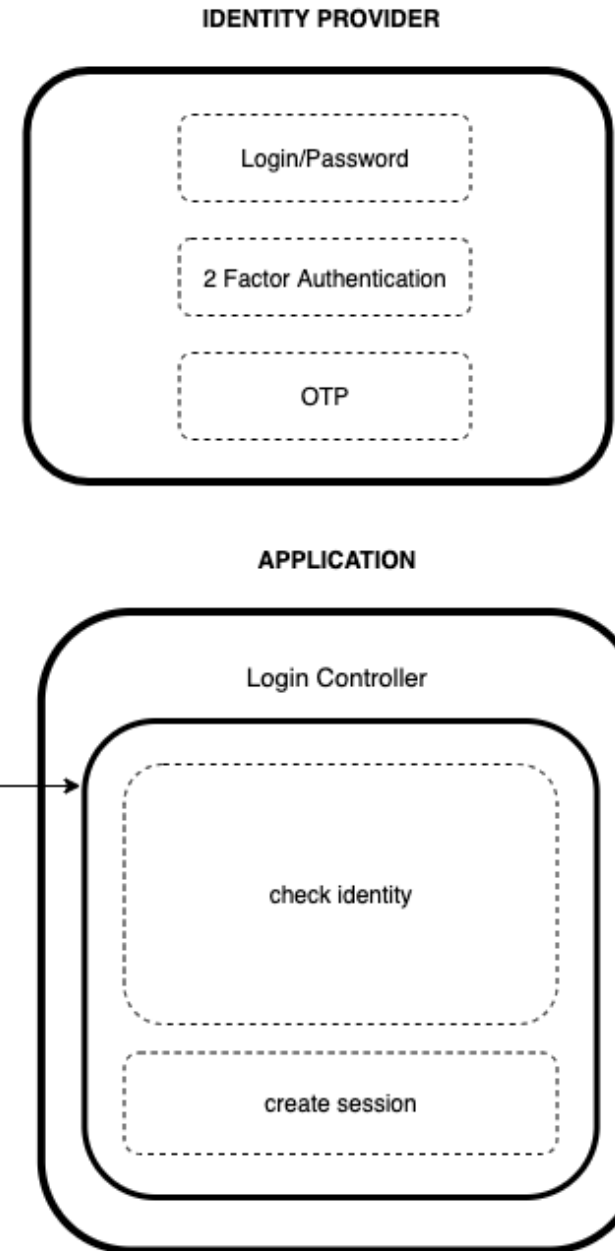 IDENTITY PROVIDER
Login/Password
2 Factor Authentication
OTP
APPLICATION
Login Controller
check identity
create session